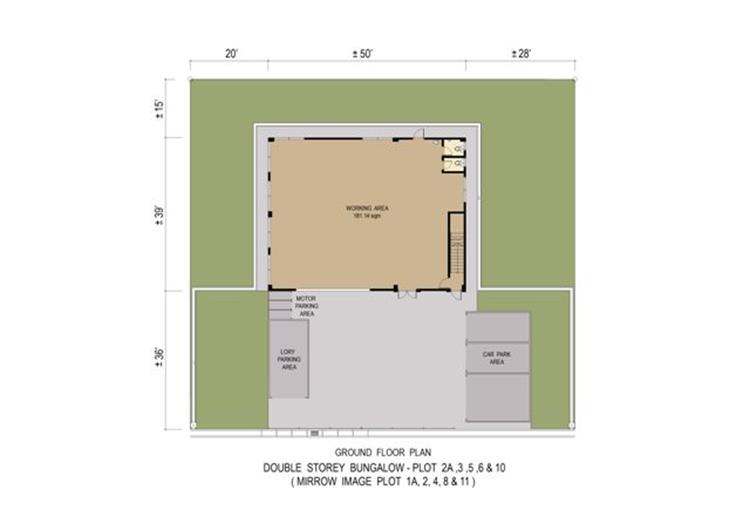 20' ± 50' ± 28'
± 15'
± 39'
± 36'
WORKING AREA
181.14 sqm
MOTOR
PARKING
AREA
LORY
PARKING
AREA
CAR PARK
AREA
GROUND FLOOR PLAN
DOUBLE STOREY BUNGALOW - PLOT 2A ,3 ,5 ,6 & 10
( MIRROW IMAGE PLOT 1A, 2, 4, 8 & 11 )